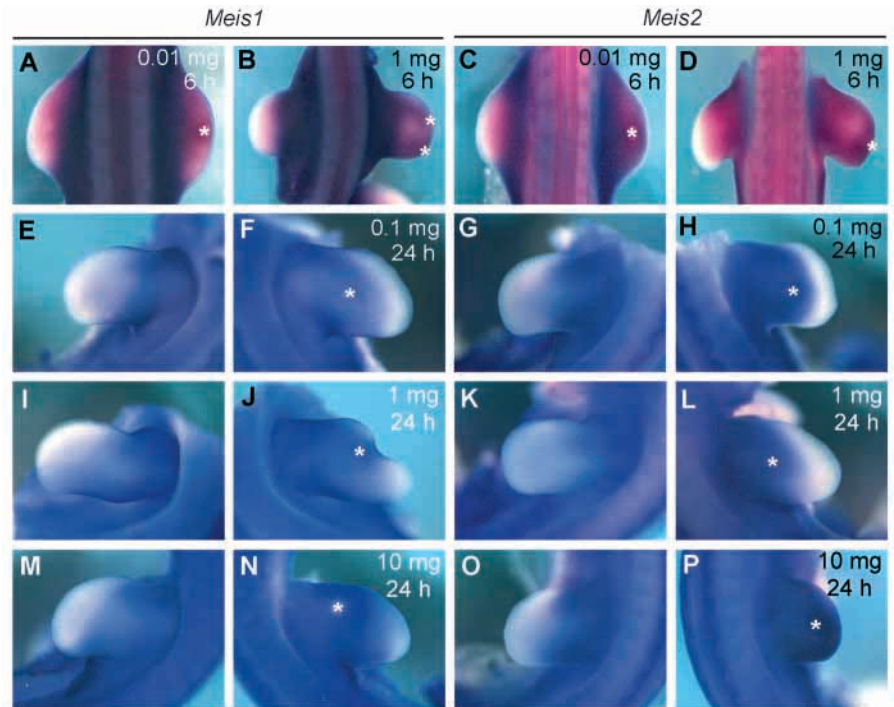 Meis1 Meis2
A 0.01 mg B 1 mg C 0.01 mg D 1 mg
6 h 6 h 6 h 6 h
* * * * *
E F 0.1 mg G H 0.1 mg
24 h 24 h
* *
I J 1 mg K L 1 mg
24 h 24 h
* *
M N 10 mg O P 10 mg
24 h 24 h
* *